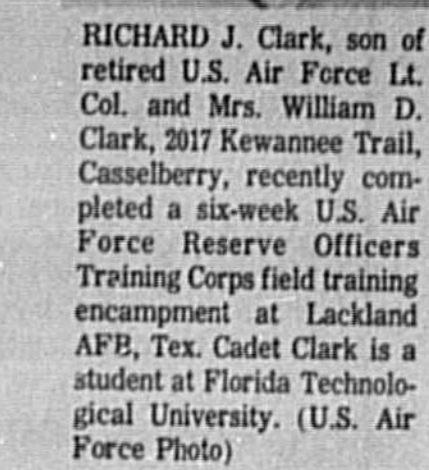 RICHARD J. Clark, son of
retired U.S. Air Force Lt.
Col. and Mrs. William D.
Clark, 2017 Kewannee Trail,
Casselberry, recently com-
pleted a six-week U.S. Air
Force Reserve Officers
Training Corps field training
encampment at Lackland
AFB, Tex. Cadet Clark is a
student at Florida Technolo-
gical University. (U.S. Air
Force Photo)